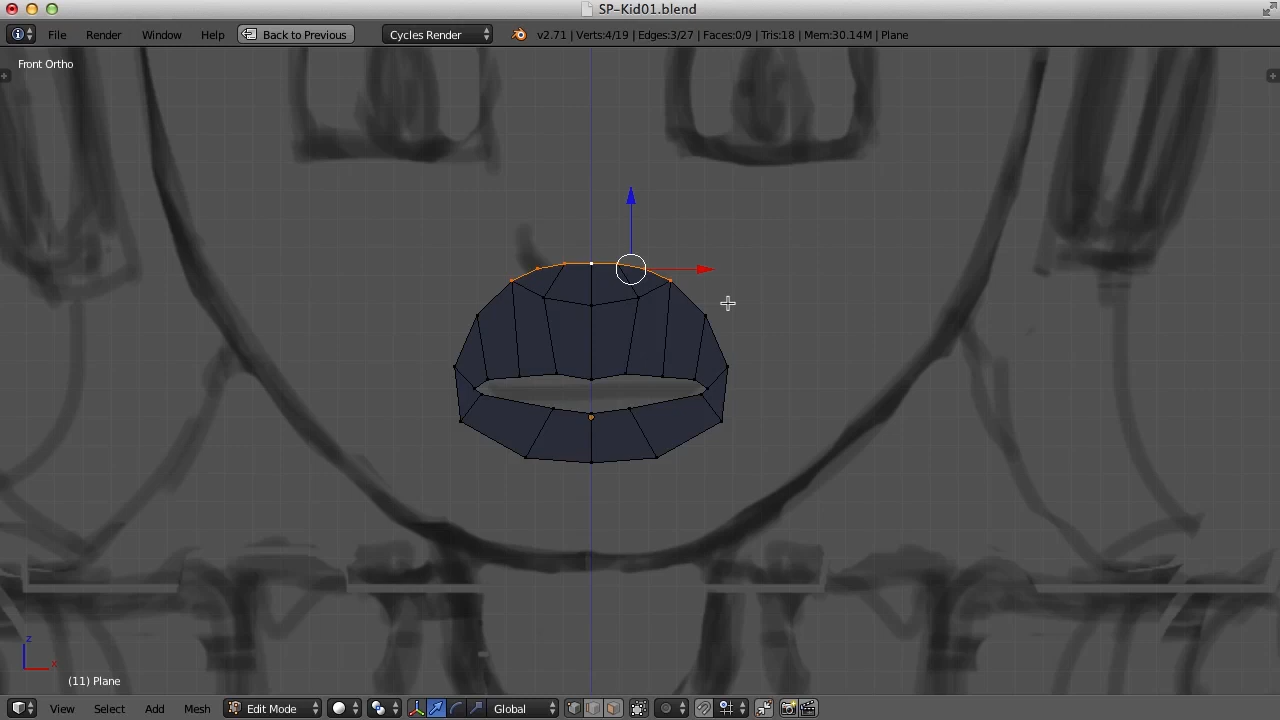 SP-Kid01.blend
File Render Window Help Back to Previous Cycles Render v2.71 | Verts:4/19 | Edges:3/27 | Faces:0/9 | Tris:18 | Mem:30.14M | Plane
Front Ortho
z
x
(11) Plane
View Select Add Mesh Edit Mode Global